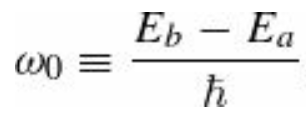 ω₀ ≡ (E_b − E_a) / ħ